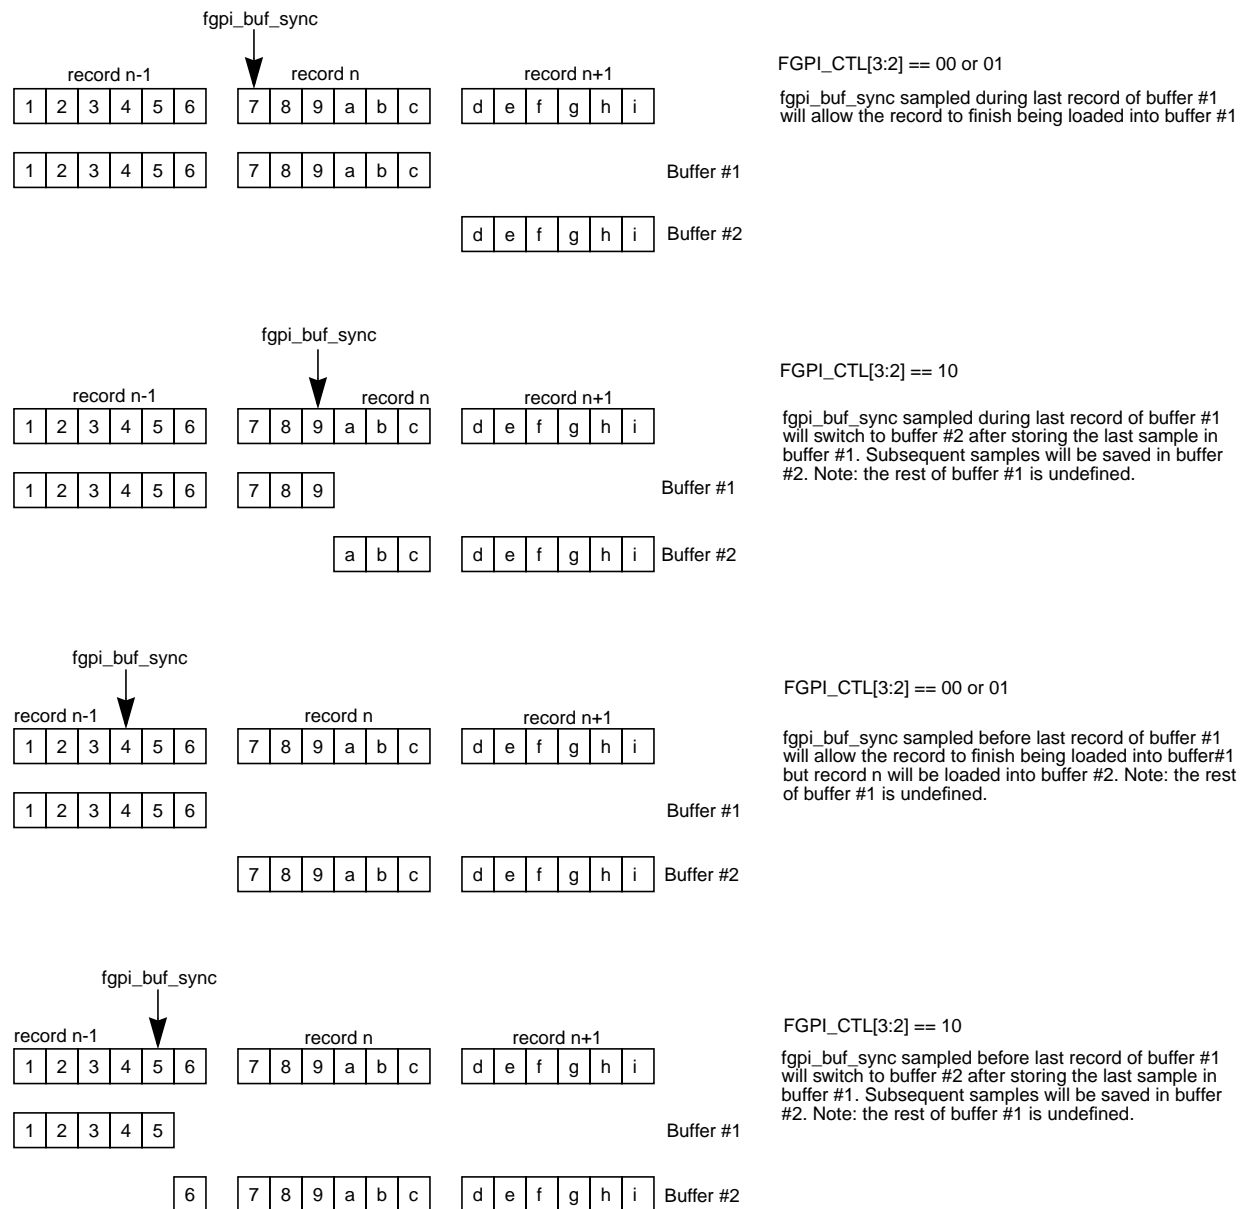 fgpi_buf_sync
record n-1 record n record n+1
1 2 3 4 5 6 7 8 9 a b c d e f g h i
1 2 3 4 5 6 7 8 9 a b c Buffer #1
d e f g h i Buffer #2
FGPI_CTL[3:2] == 00 or 01
fgpi_buf_sync sampled during last record of buffer #1
will allow the record to finish being loaded into buffer #1
fgpi_buf_sync
record n-1 record n record n+1
1 2 3 4 5 6 7 8 9 a b c d e f g h i
1 2 3 4 5 6 7 8 9 Buffer #1
a b c d e f g h i Buffer #2
FGPI_CTL[3:2] == 10
fgpi_buf_sync sampled during last record of buffer #1
will switch to buffer #2 after storing the last sample in
buffer #1. Subsequent samples will be saved in buffer
#2. Note: the rest of buffer #1 is undefined.
fgpi_buf_sync
record n-1 record n record n+1
1 2 3 4 5 6 7 8 9 a b c d e f g h i
1 2 3 4 5 6 Buffer #1
7 8 9 a b c d e f g h i Buffer #2
FGPI_CTL[3:2] == 00 or 01
fgpi_buf_sync sampled before last record of buffer #1
will allow the record to finish being loaded into buffer#1
but record n will be loaded into buffer #2. Note: the rest
of buffer #1 is undefined.
fgpi_buf_sync
record n-1 record n record n+1
1 2 3 4 5 6 7 8 9 a b c d e f g h i
1 2 3 4 5 Buffer #1
6 7 8 9 a b c d e f g h i Buffer #2
FGPI_CTL[3:2] == 10
fgpi_buf_sync sampled before last record of buffer #1
will switch to buffer #2 after storing the last sample in
buffer #1. Subsequent samples will be saved in buffer
#2. Note: the rest of buffer #1 is undefined.